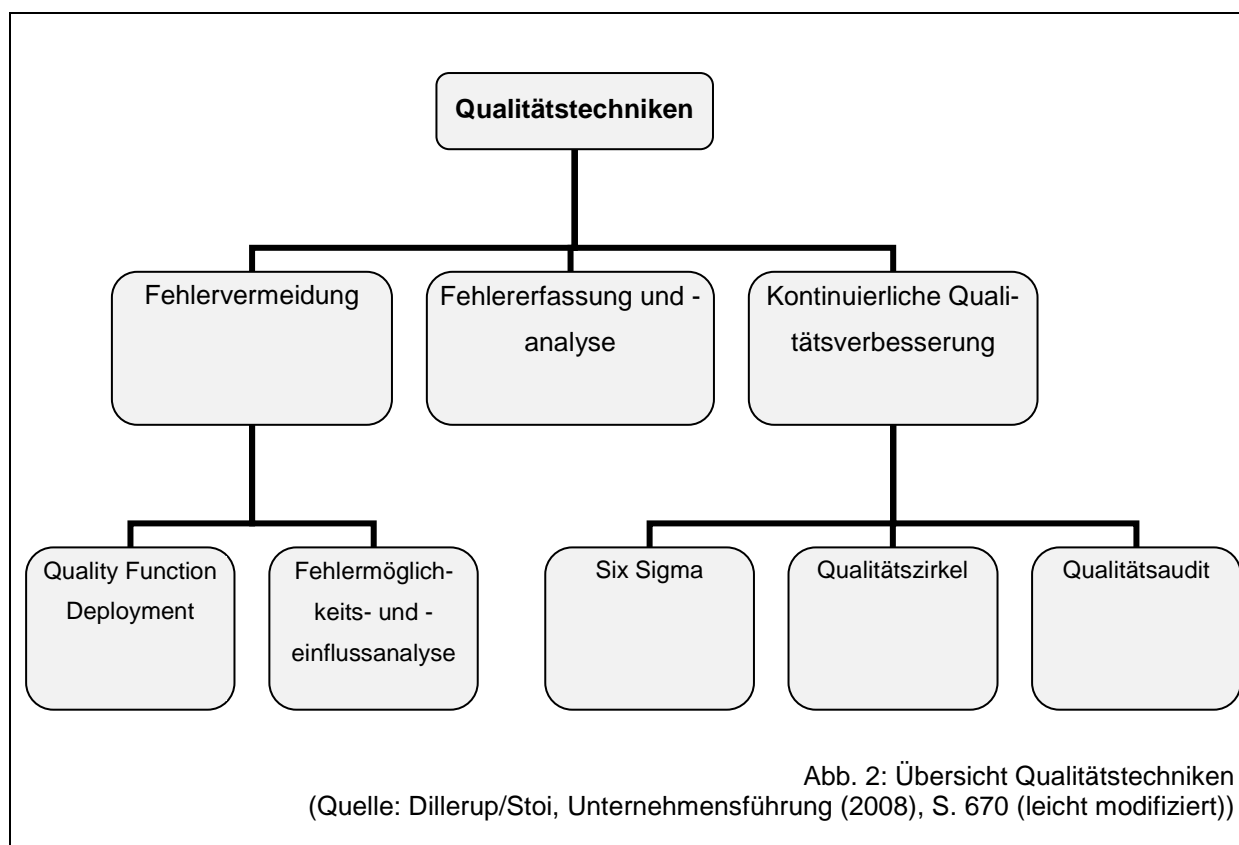 Qualitätstechniken
Fehlervermeidung
Fehlererfassung und -
analyse
Kontinuierliche Quali-
tätsverbesserung
Quality Function
Deployment
Fehlermöglich-
keits- und -
einflussanalyse
Six Sigma
Qualitätszirkel
Qualitätsaudit
Abb. 2: Übersicht Qualitätstechniken
(Quelle: Dillerup/Stoi, Unternehmensführung (2008), S. 670 (leicht modifiziert))